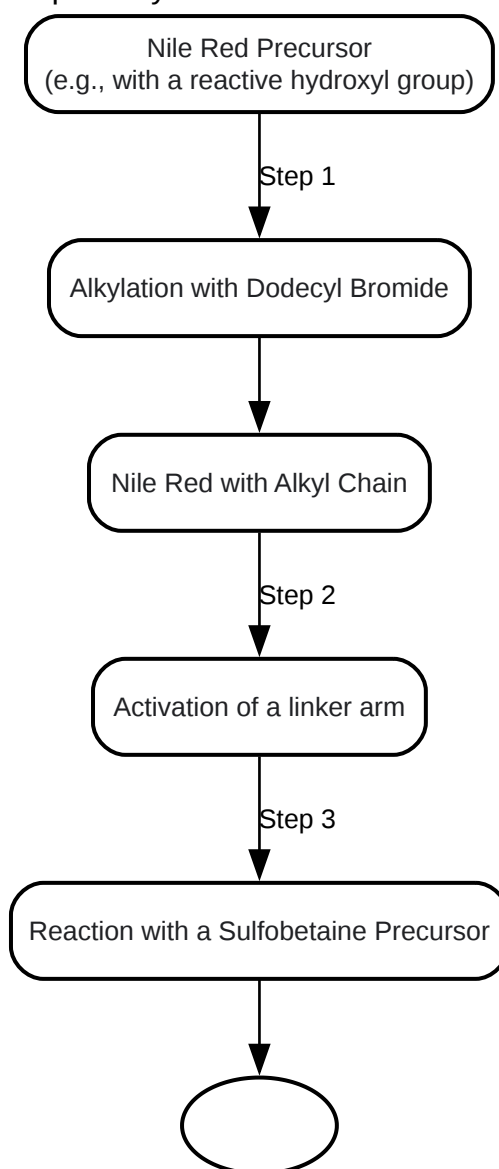 Nile Red Precursor
(e.g., with a reactive hydroxyl group)
Step 1
Alkylation with Dodecyl Bromide
Nile Red with Alkyl Chain
Step 2
Activation of a linker arm
Step 3
Reaction with a Sulfobetaine Precursor